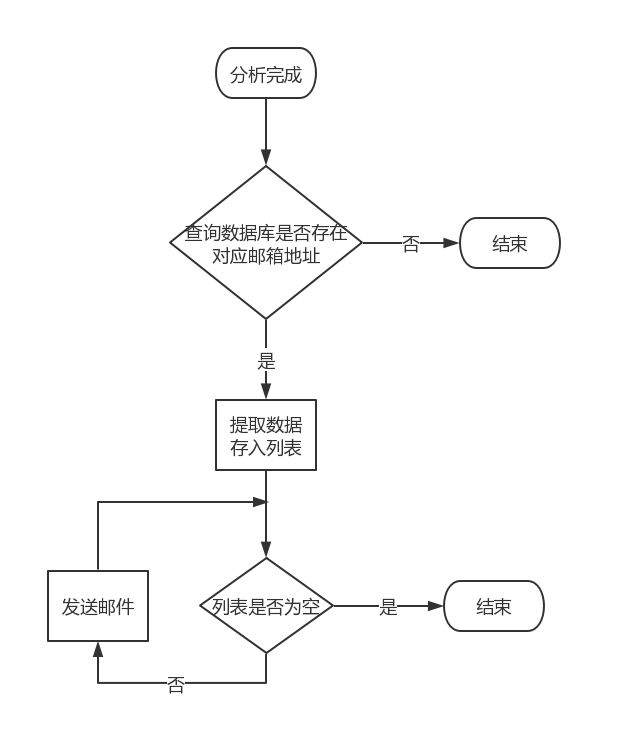 分析完成
查询数据库是否存在
对应邮箱地址
否
结束
是
提取数据
存入列表
发送邮件
列表是否为空
是
结束
否